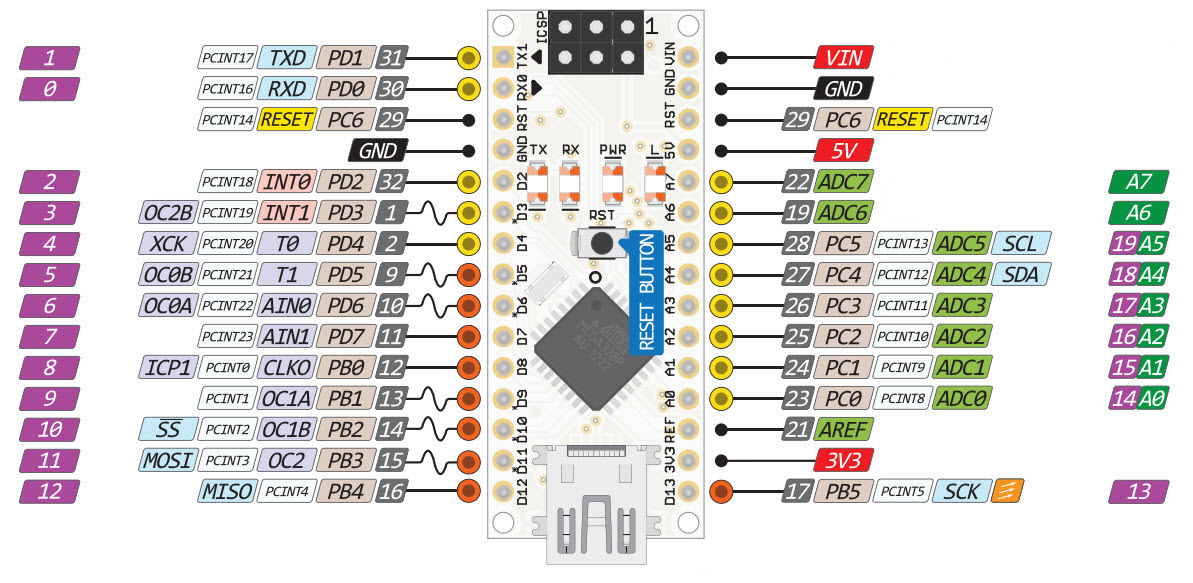 ICSP 1
1 PCINT17 TXD PD1 31 TX1 VIN VIN
0 PCINT16 RXD PD0 30 RX0 GND GND
PCINT14 RESET PC6 29 RST RST 29 PC6 RESET PCINT14
GND GND 5V 5V
TX RX PWR L
2 PCINT18 INT0 PD2 32 D2 A7 22 ADC7 A7
3 OC2B PCINT19 INT1 PD3 1 *D3 A6 19 ADC6 A6
RST
4 XCK PCINT20 T0 PD4 2 D4 A5 28 PC5 PCINT13 ADC5 SCL 19 A5
RESET BUTTON
5 OC0B PCINT21 T1 PD5 9 *D5 A4 27 PC4 PCINT12 ADC4 SDA 18 A4
6 OC0A PCINT22 AIN0 PD6 10 *D6 A3 26 PC3 PCINT11 ADC3 17 A3
7 PCINT23 AIN1 PD7 11 D7 A2 25 PC2 PCINT10 ADC2 16 A2
8 ICP1 PCINT0 CLKO PB0 12 D8 A1 24 PC1 PCINT9 ADC1 15 A1
9 PCINT1 OC1A PB1 13 *D9 A0 23 PC0 PCINT8 ADC0 14 A0
10 SS PCINT2 OC1B PB2 14 *D10 REF 21 AREF
11 MOSI PCINT3 OC2 PB3 15 *D11 3V3 3V3
12 MISO PCINT4 PB4 16 D12 D13 17 PB5 PCINT5 SCK 13